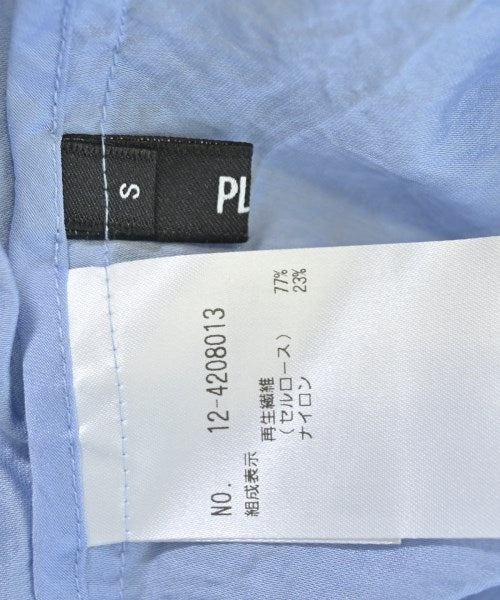 PL
S
NO. 12-4208013
組成表示
再生繊維 77%
(セルロース)
ナイロン 23%